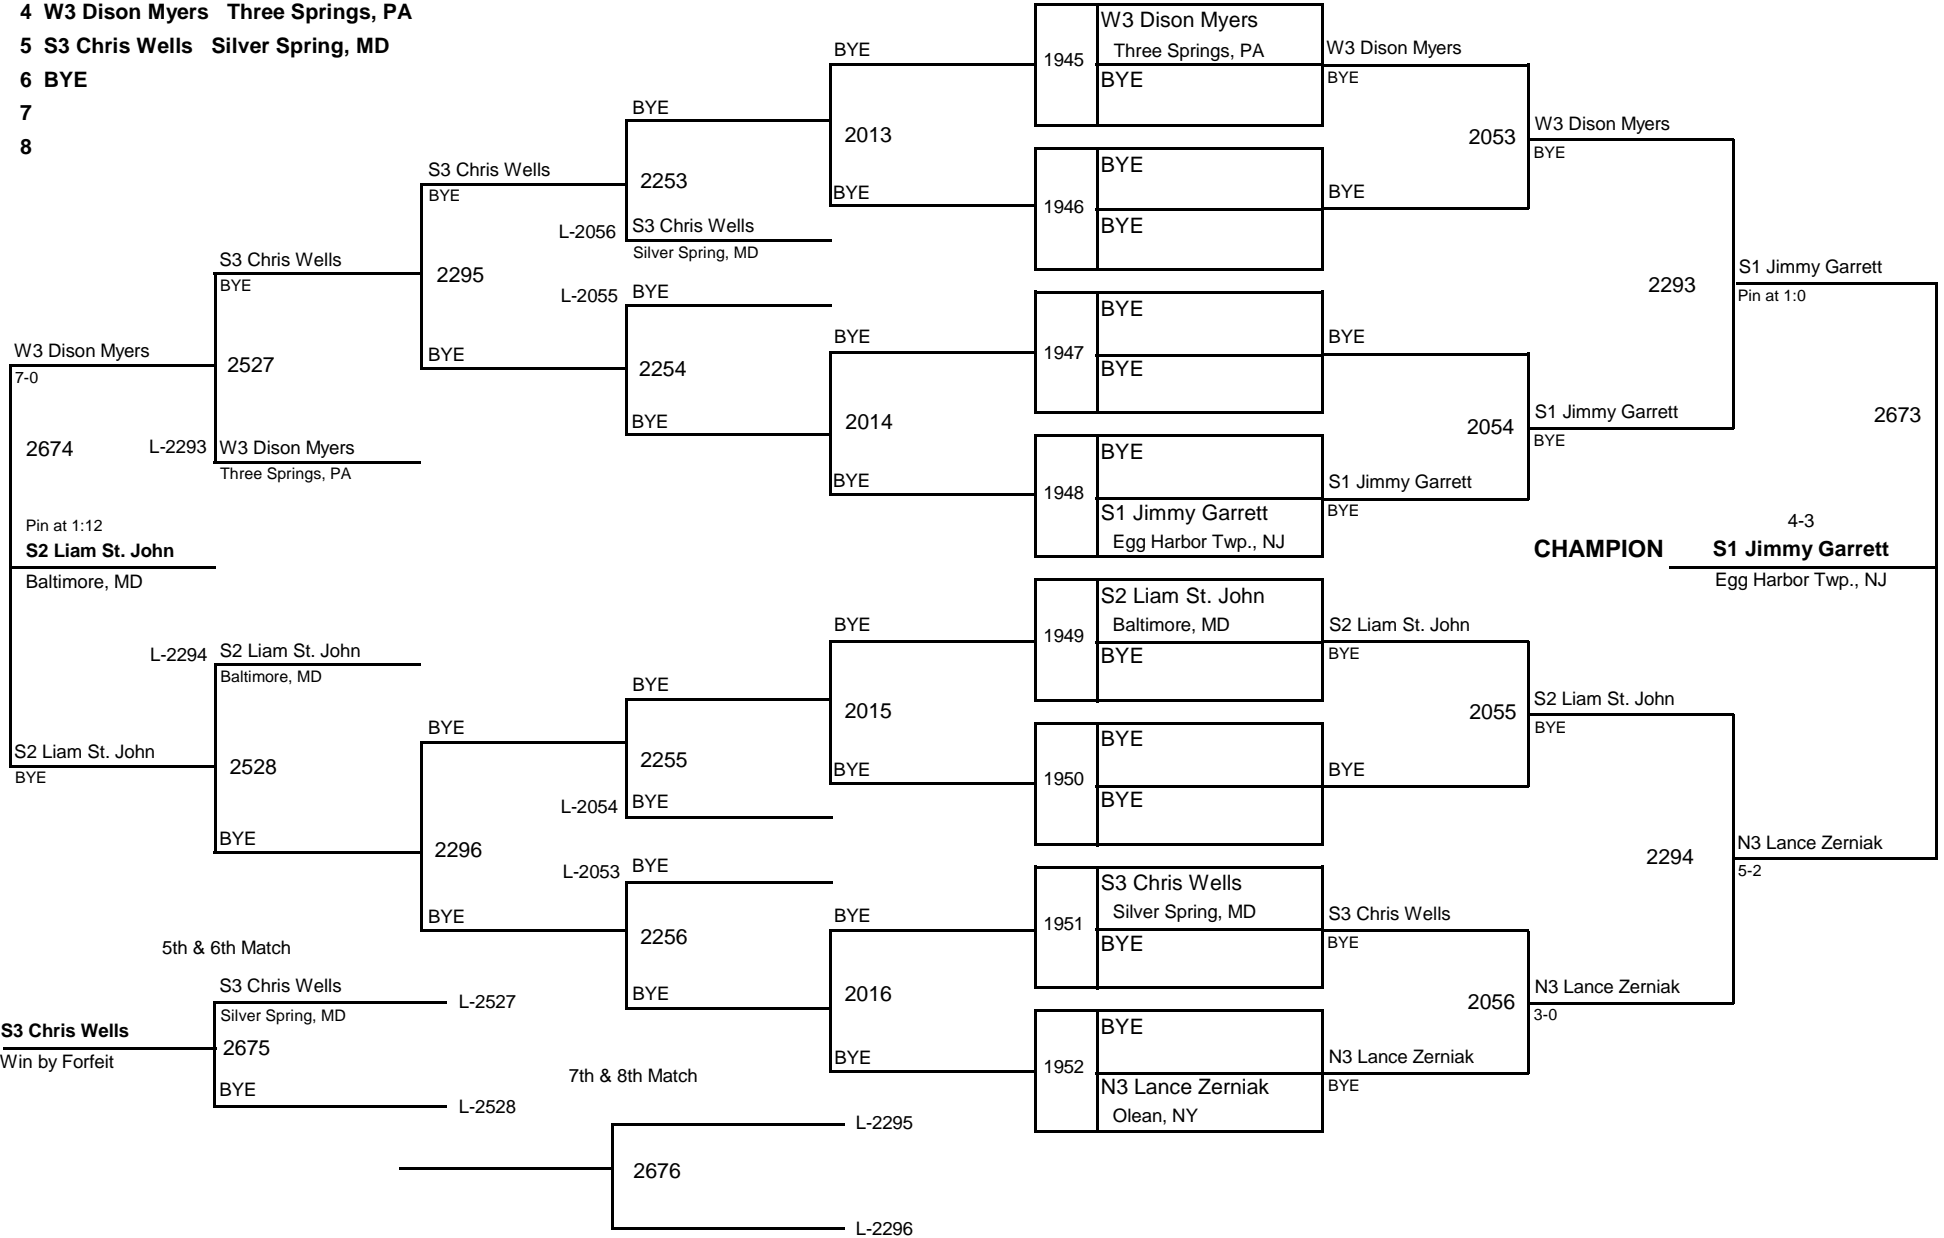 4 W3 Dison Myers Three Springs, PA
5 S3 Chris Wells Silver Spring, MD
6 BYE
7
8
W3 Dison Myers
Three Springs, PA
1945
BYE
BYE
1946
BYE
BYE
1947
BYE
BYE
1948
S1 Jimmy Garrett
Egg Harbor Twp., NJ
S2 Liam St. John
Baltimore, MD
1949
BYE
BYE
1950
BYE
S3 Chris Wells
Silver Spring, MD
1951
BYE
BYE
1952
N3 Lance Zerniak
Olean, NY
W3 Dison Myers
BYE
2053
BYE
BYE
2054
S1 Jimmy Garrett
BYE
S2 Liam St. John
BYE
2055
BYE
S3 Chris Wells
BYE
2056
N3 Lance Zerniak
BYE
W3 Dison Myers
BYE
2293
S1 Jimmy Garrett
BYE
S2 Liam St. John
BYE
2294
N3 Lance Zerniak
3-0
S1 Jimmy Garrett
Pin at 1:0
2673
4-3
CHAMPION S1 Jimmy Garrett
Egg Harbor Twp., NJ
N3 Lance Zerniak
5-2
BYE
2013
BYE
BYE
2014
BYE
BYE
2015
BYE
BYE
2016
BYE
BYE
2253
L-2056 S3 Chris Wells
Silver Spring, MD
L-2055 BYE
2254
BYE
BYE
2255
L-2054 BYE
L-2053 BYE
2256
BYE
S3 Chris Wells
BYE
2295
BYE
BYE
2296
BYE
S3 Chris Wells
BYE
2527
L-2293 W3 Dison Myers
Three Springs, PA
L-2294 S2 Liam St. John
Baltimore, MD
2528
BYE
W3 Dison Myers
7-0
2674
Pin at 1:12
S2 Liam St. John
Baltimore, MD
S2 Liam St. John
BYE
5th & 6th Match
S3 Chris Wells L-2527
Silver Spring, MD
S3 Chris Wells
2675
Win by Forfeit
BYE L-2528
7th & 8th Match
L-2295
2676
L-2296